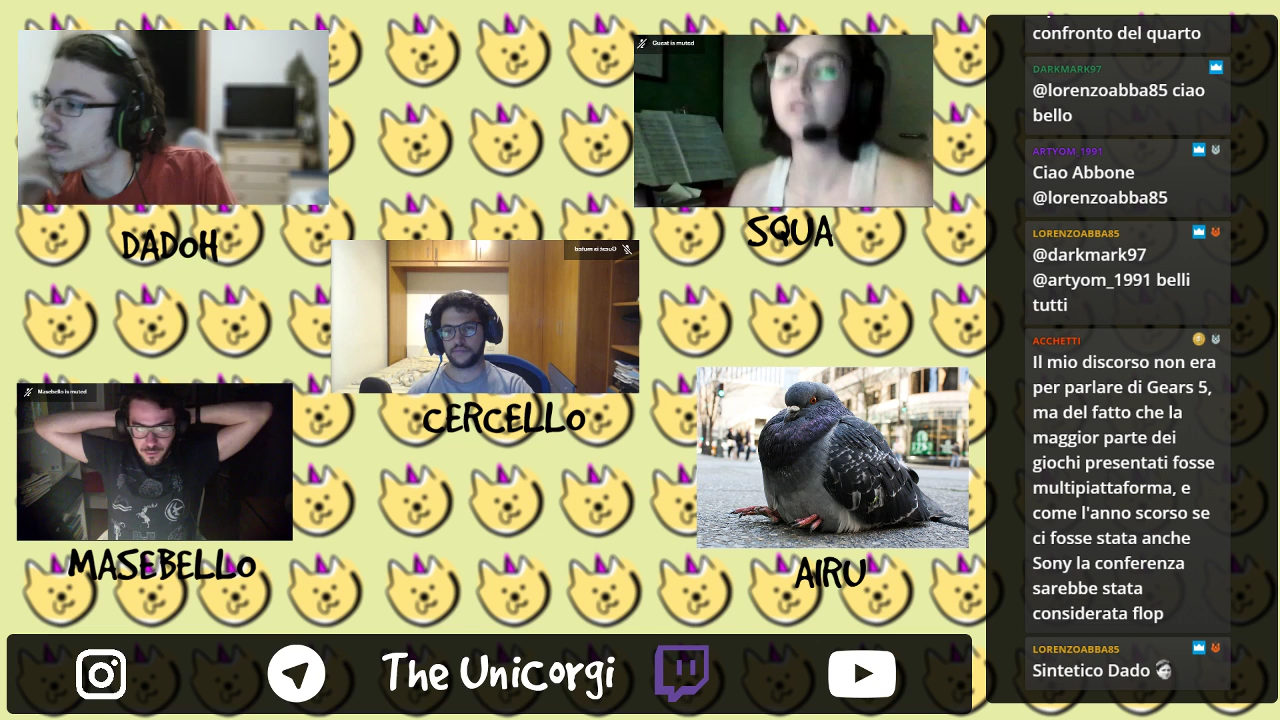 Guest is muted
DADOH
SQUA
Guest is muted
CERCELLO
Masebello is muted
MASEBELLO
AIRU
The Unicorgi
confronto del quarto
DARKMARK97
@lorenzoabba85 ciao
bello
ARTYOM_1991
Ciao Abbone
@lorenzoabba85
LORENZOABBA85
@darkmark97
@artyom_1991 belli
tutti
ACCHETTI
Il mio discorso non era
per parlare di Gears 5,
ma del fatto che la
maggior parte dei
giochi presentati fosse
multipiattaforma, e
come l'anno scorso se
ci fosse stata anche
Sony la conferenza
sarebbe stata
considerata flop
LORENZOABBA85
Sintetico Dado